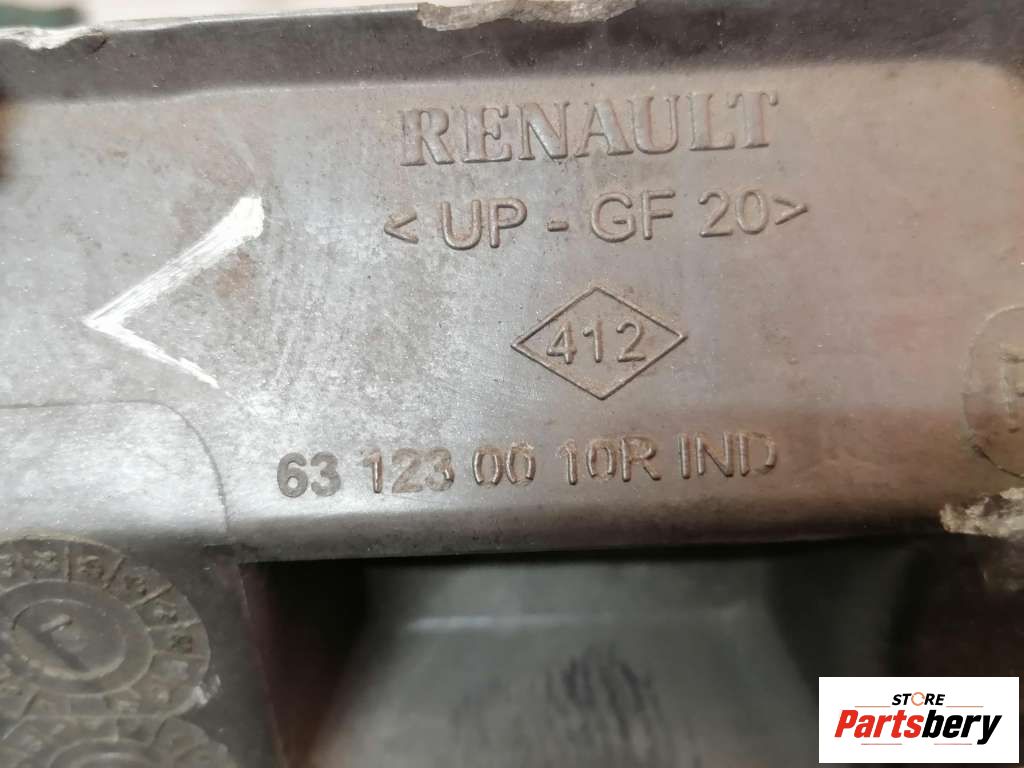 RENAULT
< UP - GF 20>
412
63 123 00 10R IND
STORE
Partsbery